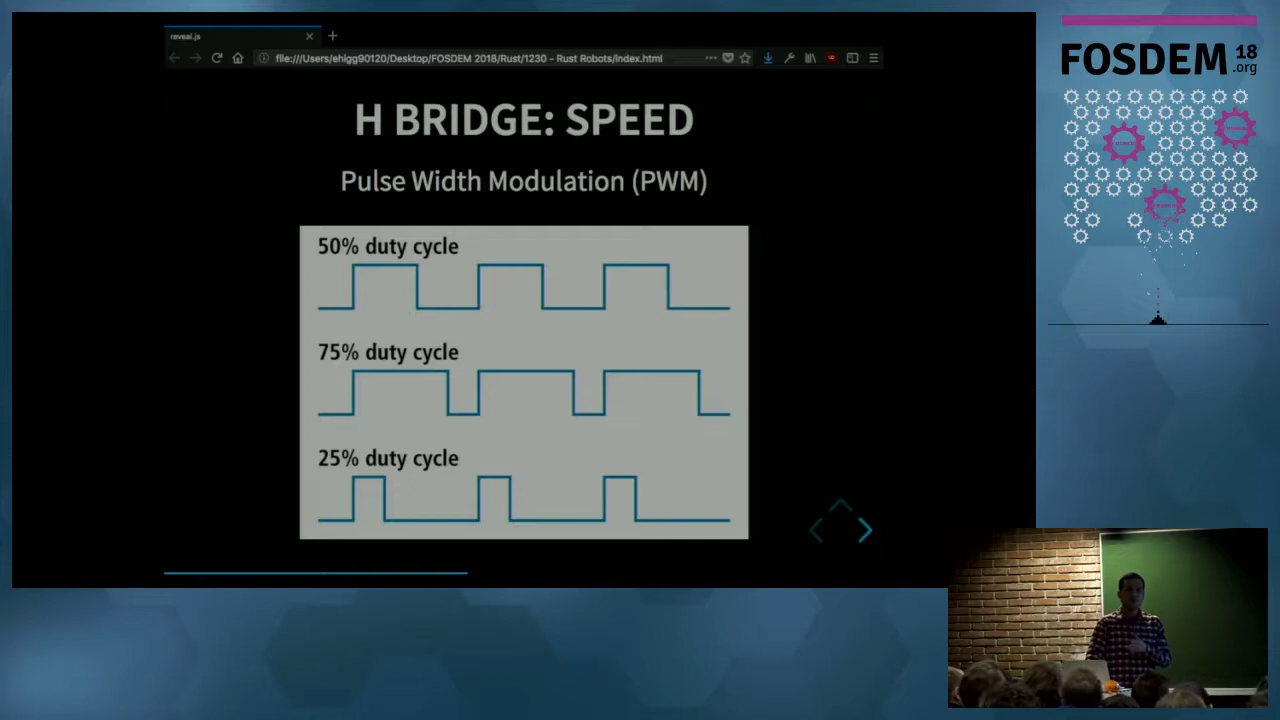 reveal.js
file:///Users/ehigg90120/Desktop/FOSDEM 2018/Rust/1230 - Rust Robots/index.html
H BRIDGE: SPEED
Pulse Width Modulation (PWM)
50% duty cycle
75% duty cycle
25% duty cycle
FOSDEM 18
.org